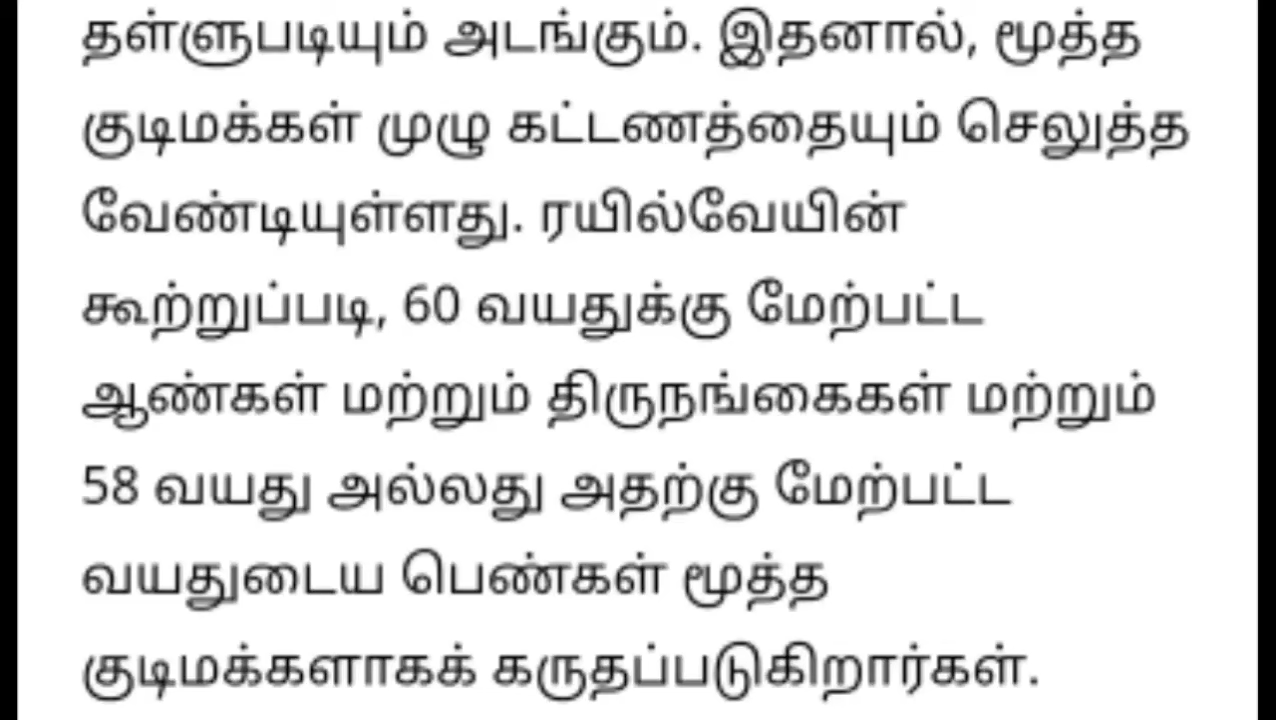 தள்ளுபடியும் அடங்கும். இதனால், மூத்த
குடிமக்கள் முழு கட்டணத்தையும் செலுத்த
வேண்டியுள்ளது. ரயில்வேயின்
கூற்றுப்படி, 60 வயதுக்கு மேற்பட்ட
ஆண்கள் மற்றும் திருநங்கைகள் மற்றும்
58 வயது அல்லது அதற்கு மேற்பட்ட
வயதுடைய பெண்கள் மூத்த
குடிமக்களாகக் கருதப்படுகிறார்கள்.